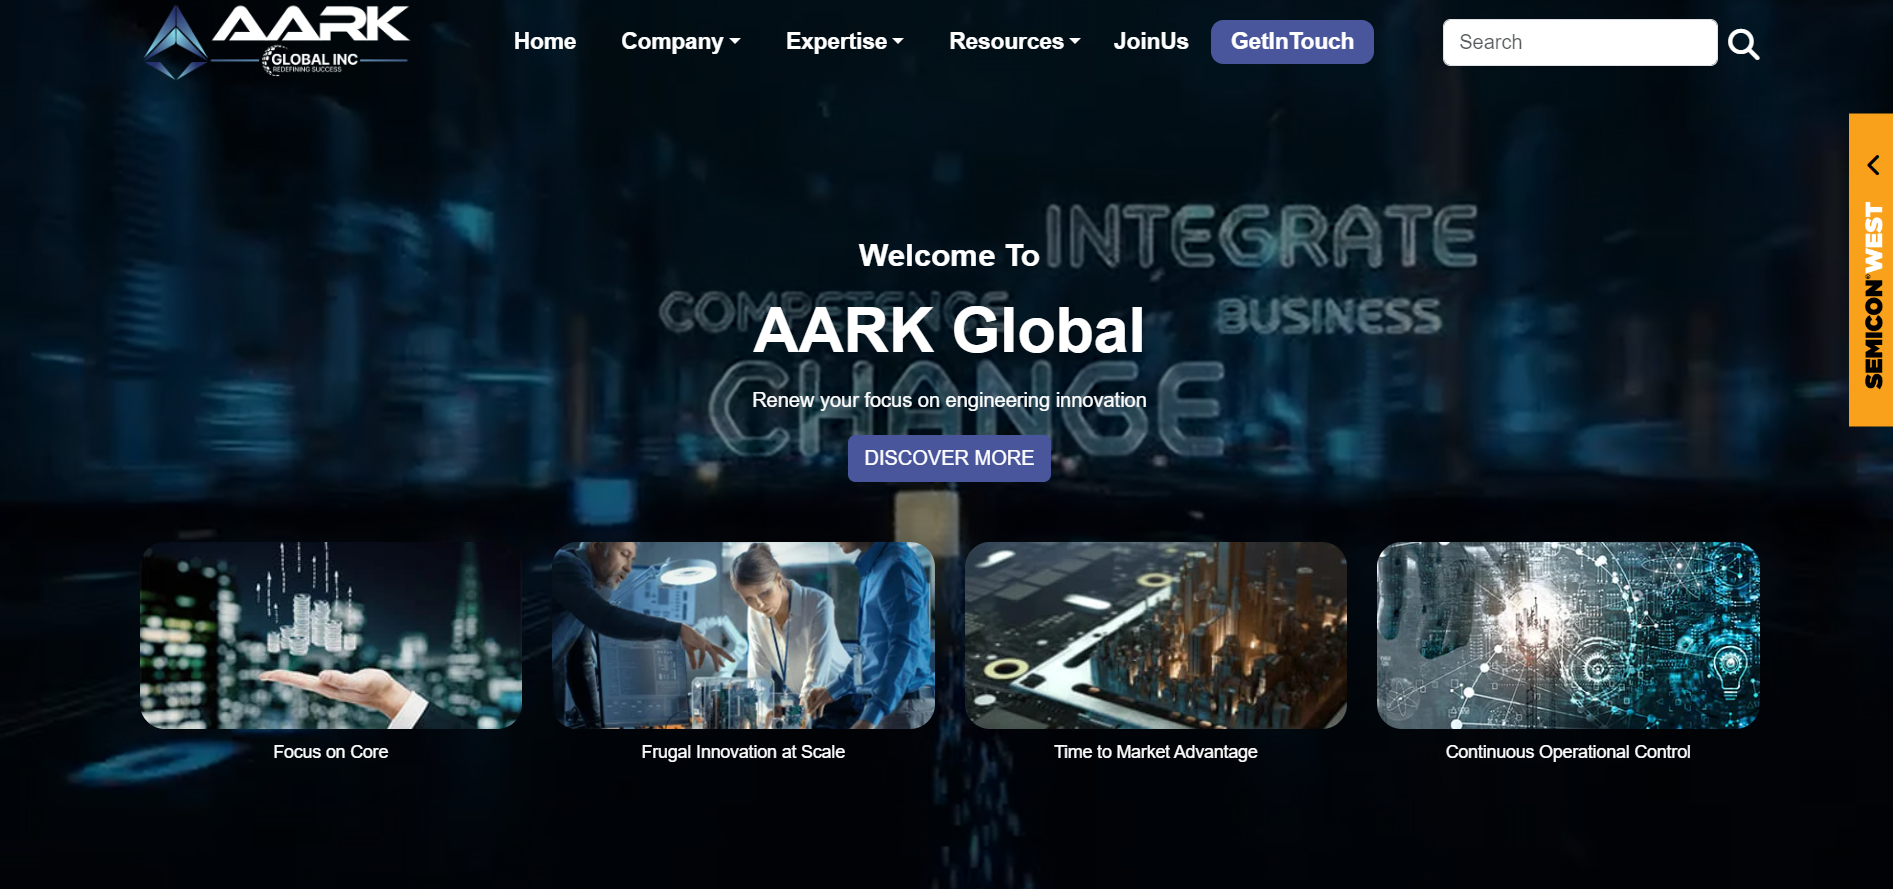 AARK
GLOBAL INC
REDEFINING SUCCESS
Home
Company
Expertise
Resources
JoinUs
GetInTouch
Search
INTEGRATE
Welcome To
COMPETENCE
BUSINESS
AARK Global
CHANGE
Renew your focus on engineering innovation
DISCOVER MORE
SEMICON® WEST
Focus on Core
Frugal Innovation at Scale
Time to Market Advantage
Continuous Operational Control